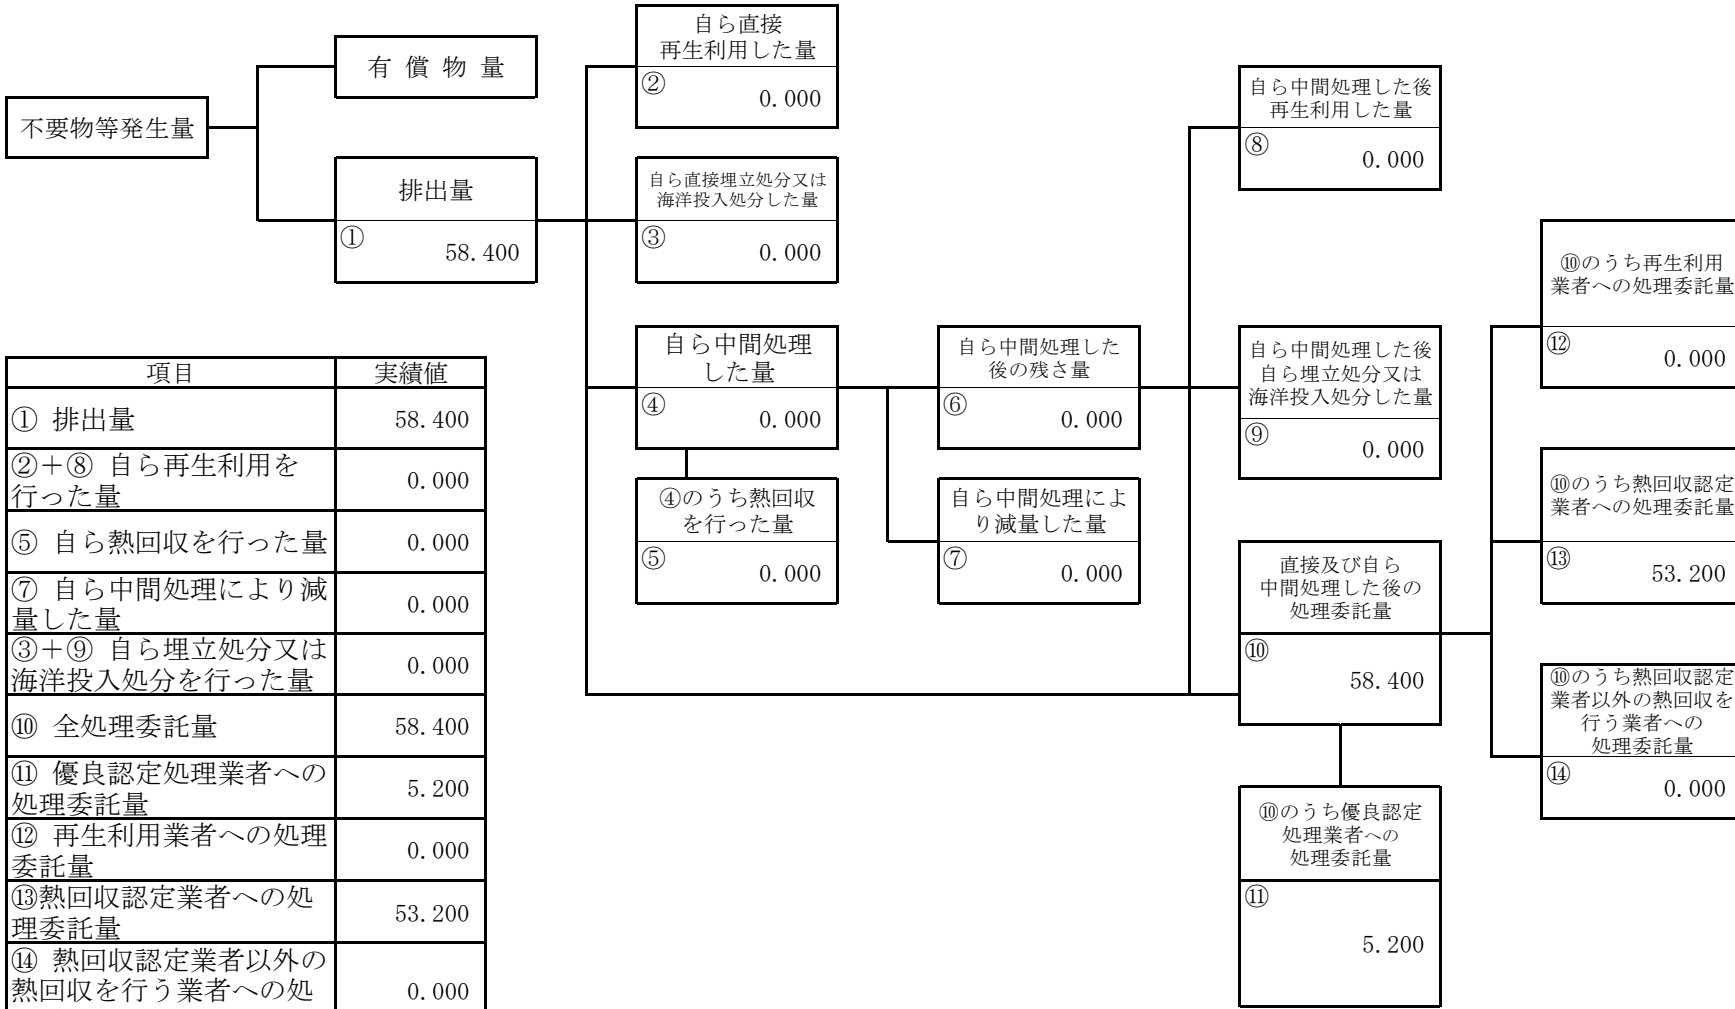 不要物等発生量
有 償 物 量
排出量
①
58.400
自ら直接
再生利用した量
②
0.000
自ら直接埋立処分又は
海洋投入処分した量
③
0.000
自ら中間処理
した量
④
0.000
④のうち熱回収
を行った量
⑤
0.000
自ら中間処理した
後の残さ量
⑥
0.000
自ら中間処理によ
り減量した量
⑦
0.000
自ら中間処理した後
再生利用した量
⑧
0.000
自ら中間処理した後
自ら埋立処分又は
海洋投入処分した量
⑨
0.000
直接及び自ら
中間処理した後の
処理委託量
⑩
58.400
⑩のうち優良認定
処理業者への
処理委託量
⑪
5.200
⑩のうち再生利用
業者への処理委託量
⑫
0.000
⑩のうち熱回収認定
業者への処理委託量
⑬
53.200
⑩のうち熱回収認定
業者以外の熱回収を
行う業者への
処理委託量
⑭
0.000
項目 実績値
① 排出量 58.400
②＋⑧ 自ら再生利用を
行った量 0.000
⑤ 自ら熱回収を行った量 0.000
⑦ 自ら中間処理により減
量した量 0.000
③＋⑨ 自ら埋立処分又は
海洋投入処分を行った量 0.000
⑩ 全処理委託量 58.400
⑪ 優良認定処理業者への
処理委託量 5.200
⑫ 再生利用業者への処理
委託量 0.000
⑬熱回収認定業者への処
理委託量 53.200
⑭ 熱回収認定業者以外の
熱回収を行う業者への処 0.000